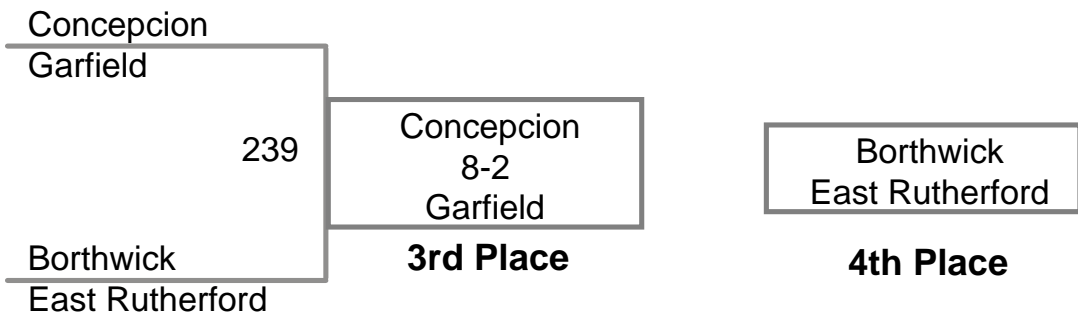 Concepcion
Garfield
239
Borthwick
East Rutherford
Concepcion
8-2
Garfield
3rd Place
Borthwick
East Rutherford
4th Place